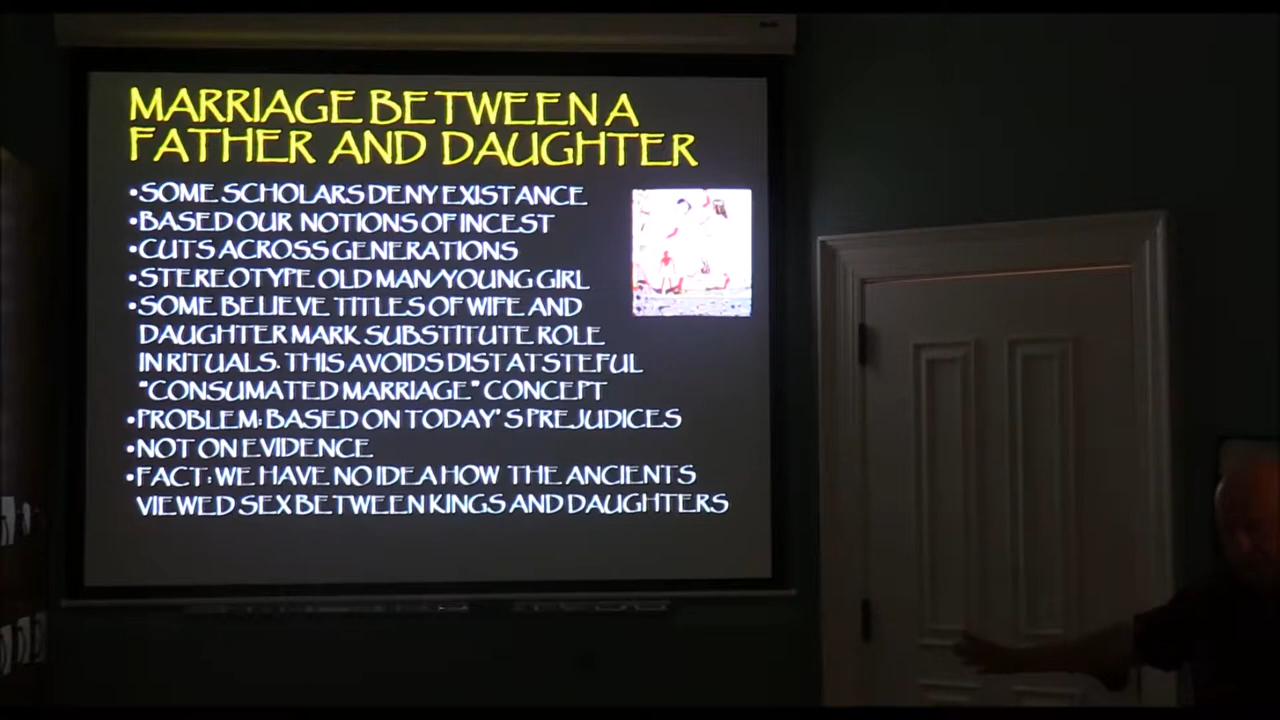 MARRIAGE BETWEEN A
FATHER AND DAUGHTER
•SOME SCHOLARS DENY EXISTANCE
•BASED OUR NOTIONS OF INCEST
•CUTS ACROSS GENERATIONS
•STEREOTYPE OLD MAN/YOUNG GIRL
•SOME BELIEVE TITLES OF WIFE AND
DAUGHTER MARK SUBSTITUTE ROLE
IN RITUALS. THIS AVOIDS DISTATSTEFUL
"CONSUMATED MARRIAGE" CONCEPT
•PROBLEM: BASED ON TODAY'S PREJUDICES
•NOT ON EVIDENCE
•FACT: WE HAVE NO IDEA HOW THE ANCIENTS
VIEWED SEX BETWEEN KINGS AND DAUGHTERS